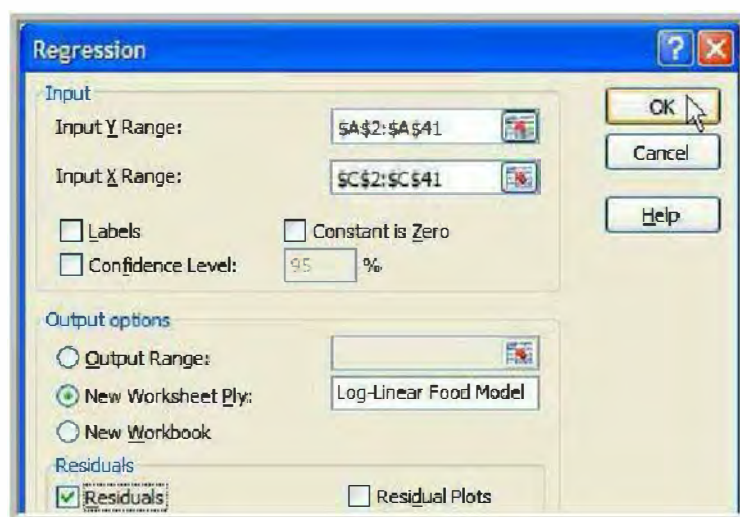 Regression
Input
Input Y Range: $A$2:$A$41
Input X Range: $C$2:$C$41
Labels Constant is Zero
Confidence Level: 95 %
OK
Cancel
Help
Output options
Output Range:
New Worksheet Ply: Log-Linear Food Model
New Workbook
Residuals
Residuals Residual Plots